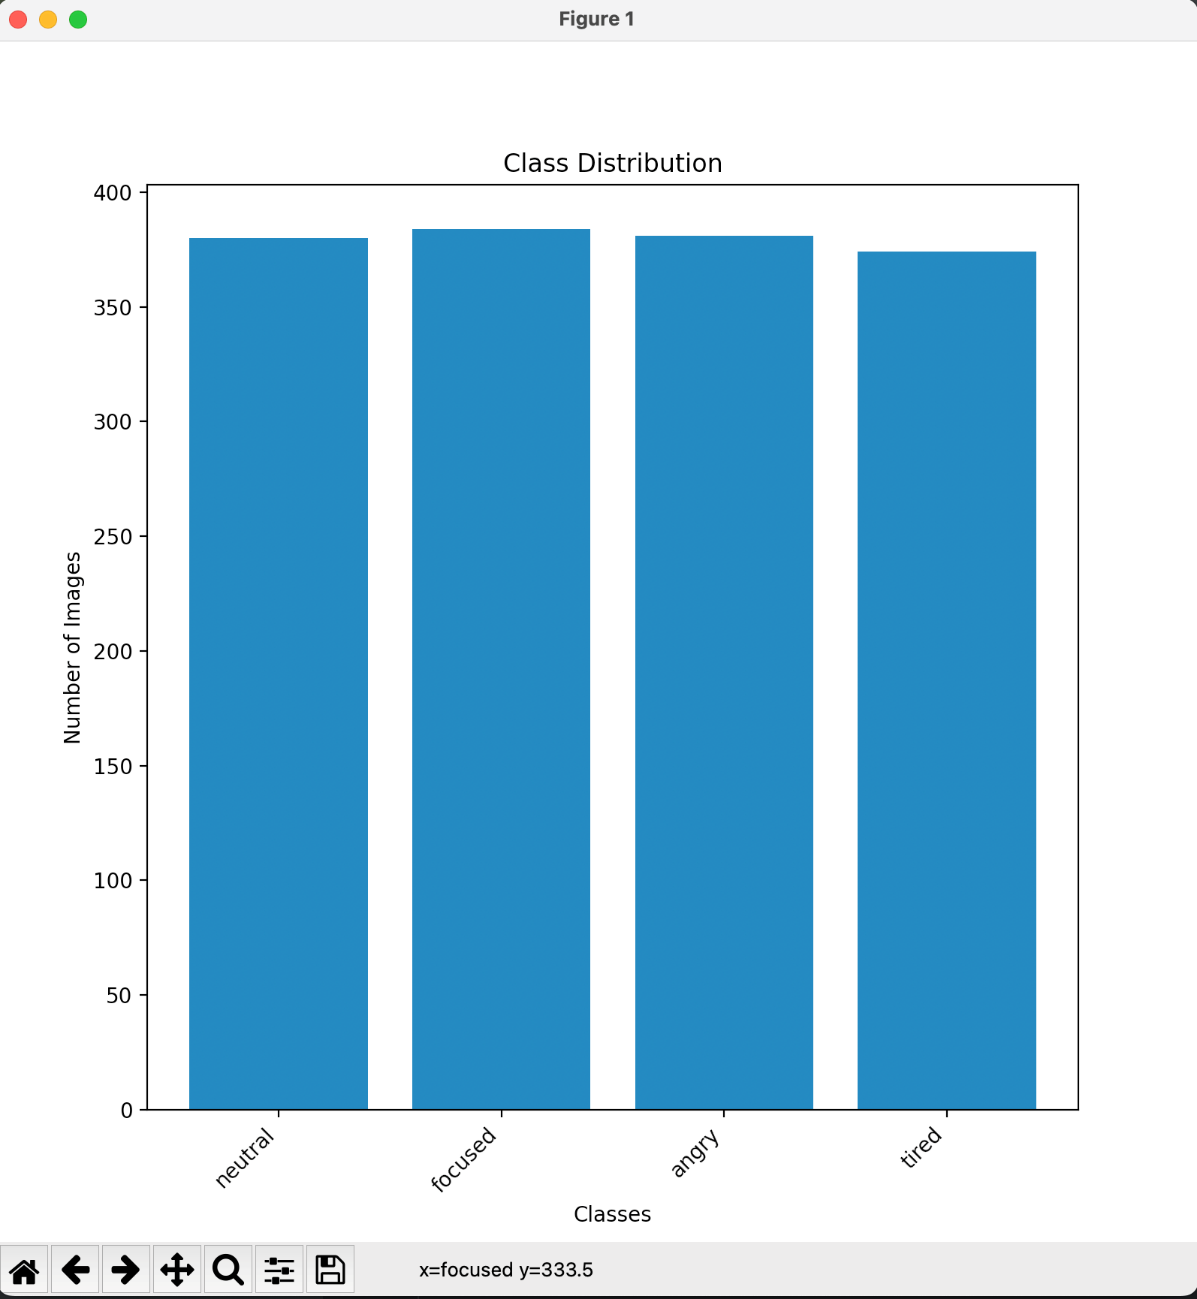 Figure 1
Class Distribution
400
350
300
250
200
150
100
50
0
Number of Images
neutral
focused
angry
tired
Classes
x=focused y=333.5